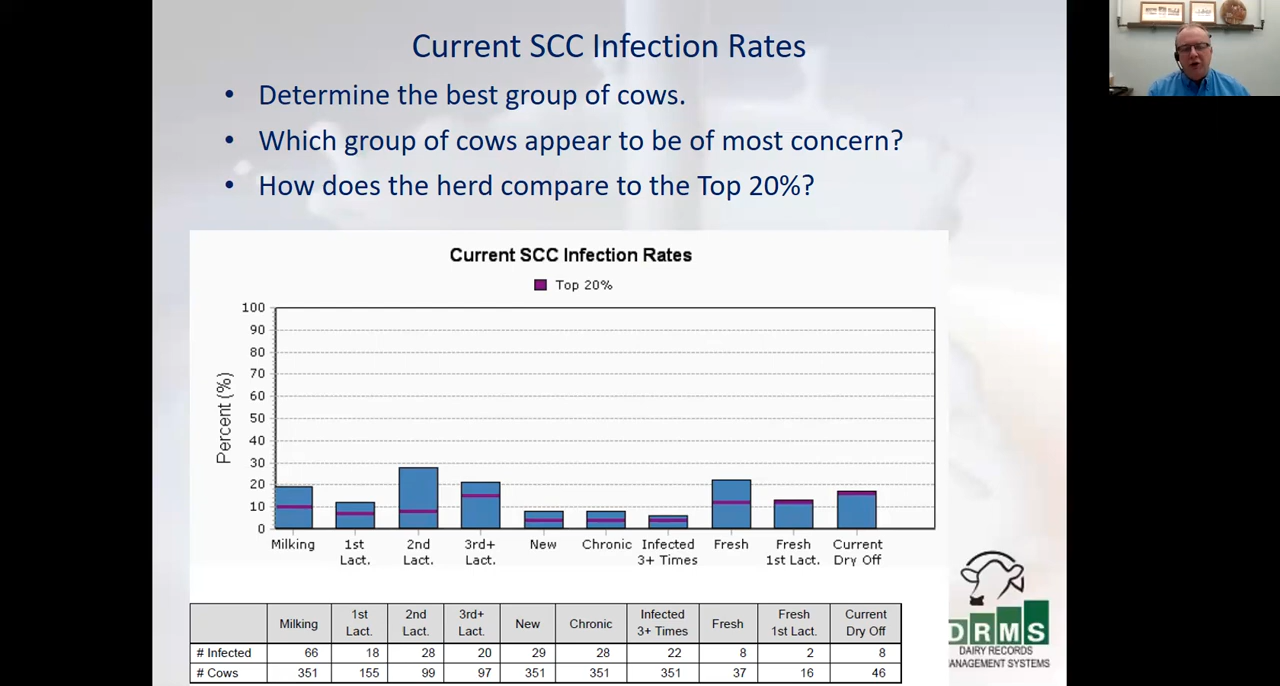 Current SCC Infection Rates
• Determine the best group of cows.
• Which group of cows appear to be of most concern?
• How does the herd compare to the Top 20%?
Current SCC Infection Rates
Top 20%
Percent (%)
100
90
80
70
60
50
40
30
20
10
0
Milking 1st Lact. 2nd Lact. 3rd+ Lact. New Chronic Infected 3+ Times Fresh Fresh 1st Lact. Current Dry Off
Milking 1st Lact. 2nd Lact. 3rd+ Lact. New Chronic Infected 3+ Times Fresh Fresh 1st Lact. Current Dry Off
# Infected 66 18 28 20 29 28 22 8 2 8
# Cows 351 155 99 97 351 351 351 37 16 46
DRMS
DAIRY RECORDS
ANAGEMENT SYSTEMS